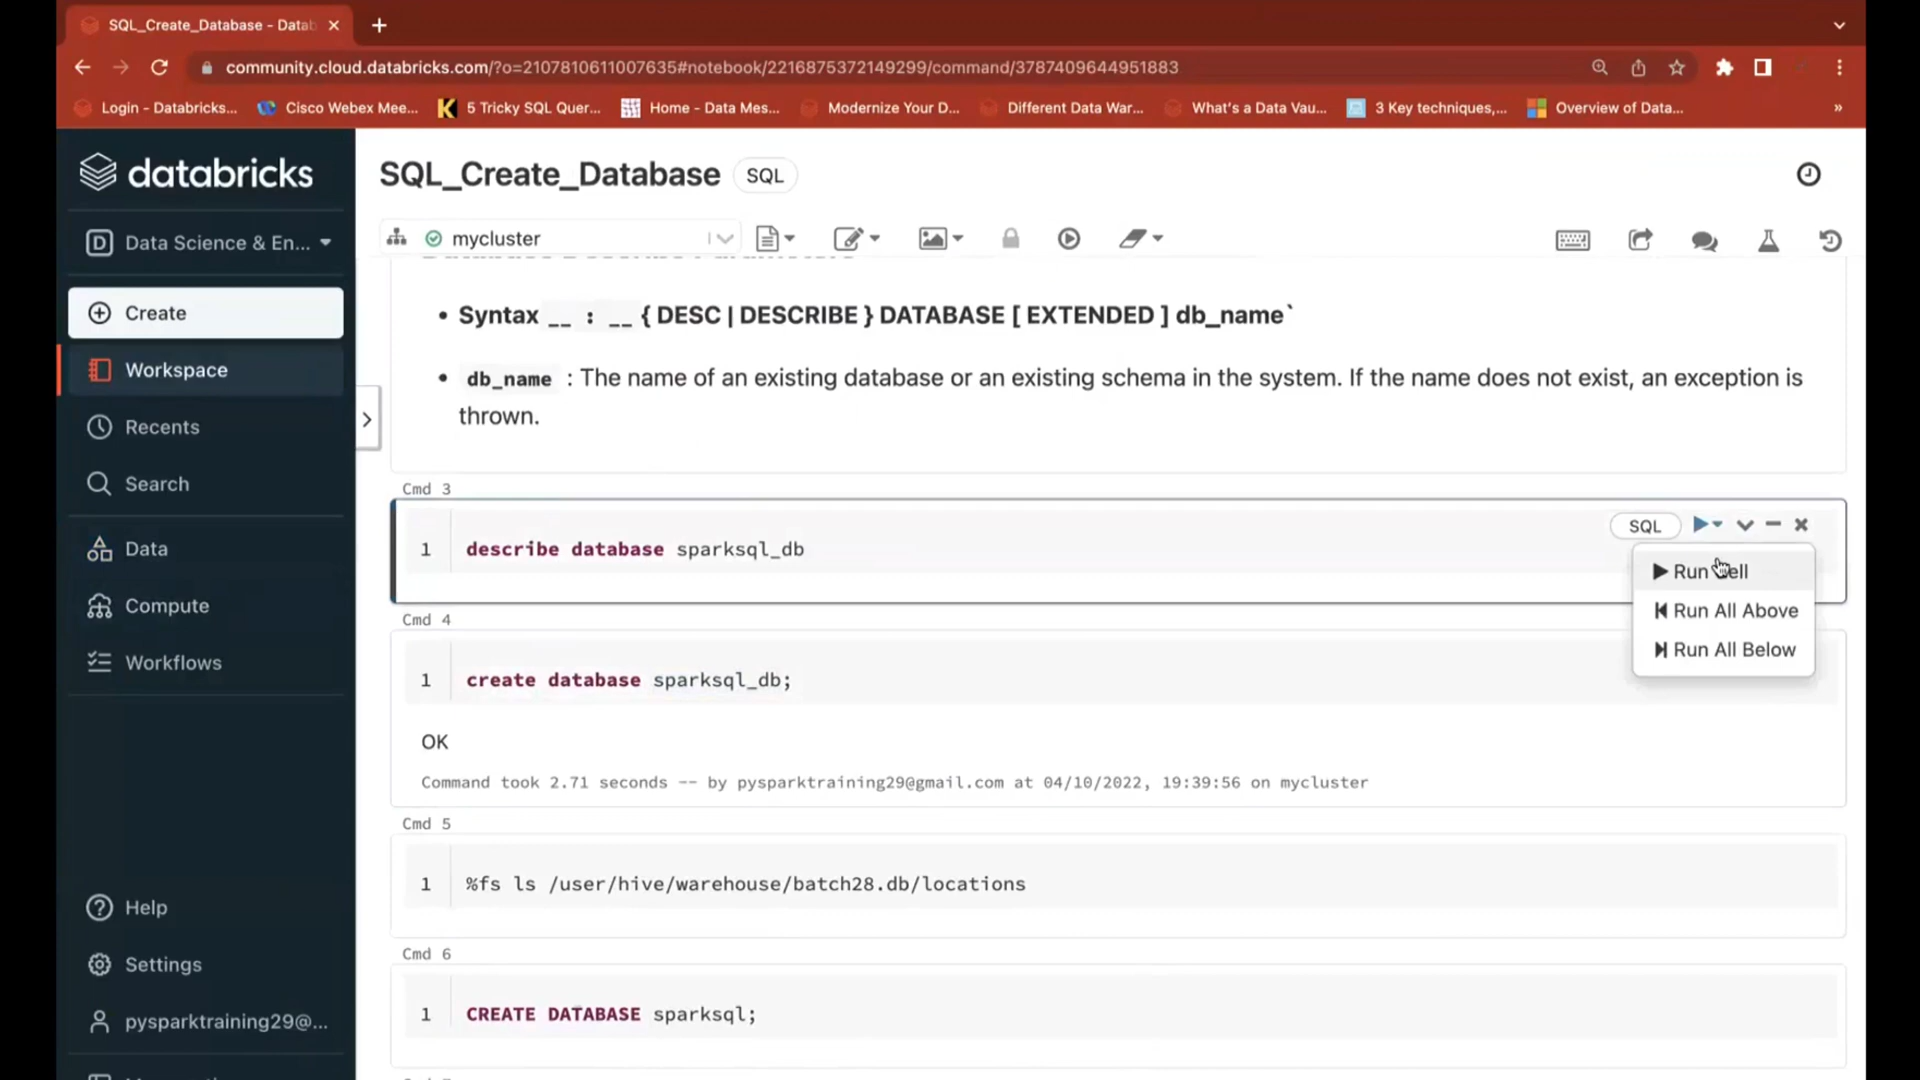 SQL_Create_Database - Datab
community.cloud.databricks.com/?o=2107810611007635#notebook/2216875372149299/command/3787409644951883
Login - Databricks...
Cisco Webex Mee...
5 Tricky SQL Quer...
Home - Data Mes...
Modernize Your D...
Different Data War...
What's a Data Vau...
3 Key techniques,...
Overview of Data...
»
databricks
SQL_Create_Database SQL
D Data Science & En...
mycluster
Create
Workspace
Recents
Search
Data
Compute
Workflows
Help
Settings
pysparktraining29@...
• Syntax __ : __ { DESC | DESCRIBE } DATABASE [ EXTENDED ] db_name`
• db_name : The name of an existing database or an existing schema in the system. If the name does not exist, an exception is
thrown.
Cmd 3
SQL
1 describe database sparksql_db
Run Cell
Run All Above
Run All Below
Cmd 4
1 create database sparksql_db;
OK
Command took 2.71 seconds -- by pysparktraining29@gmail.com at 04/10/2022, 19:39:56 on mycluster
Cmd 5
1 %fs ls /user/hive/warehouse/batch28.db/locations
Cmd 6
1 CREATE DATABASE sparksql;